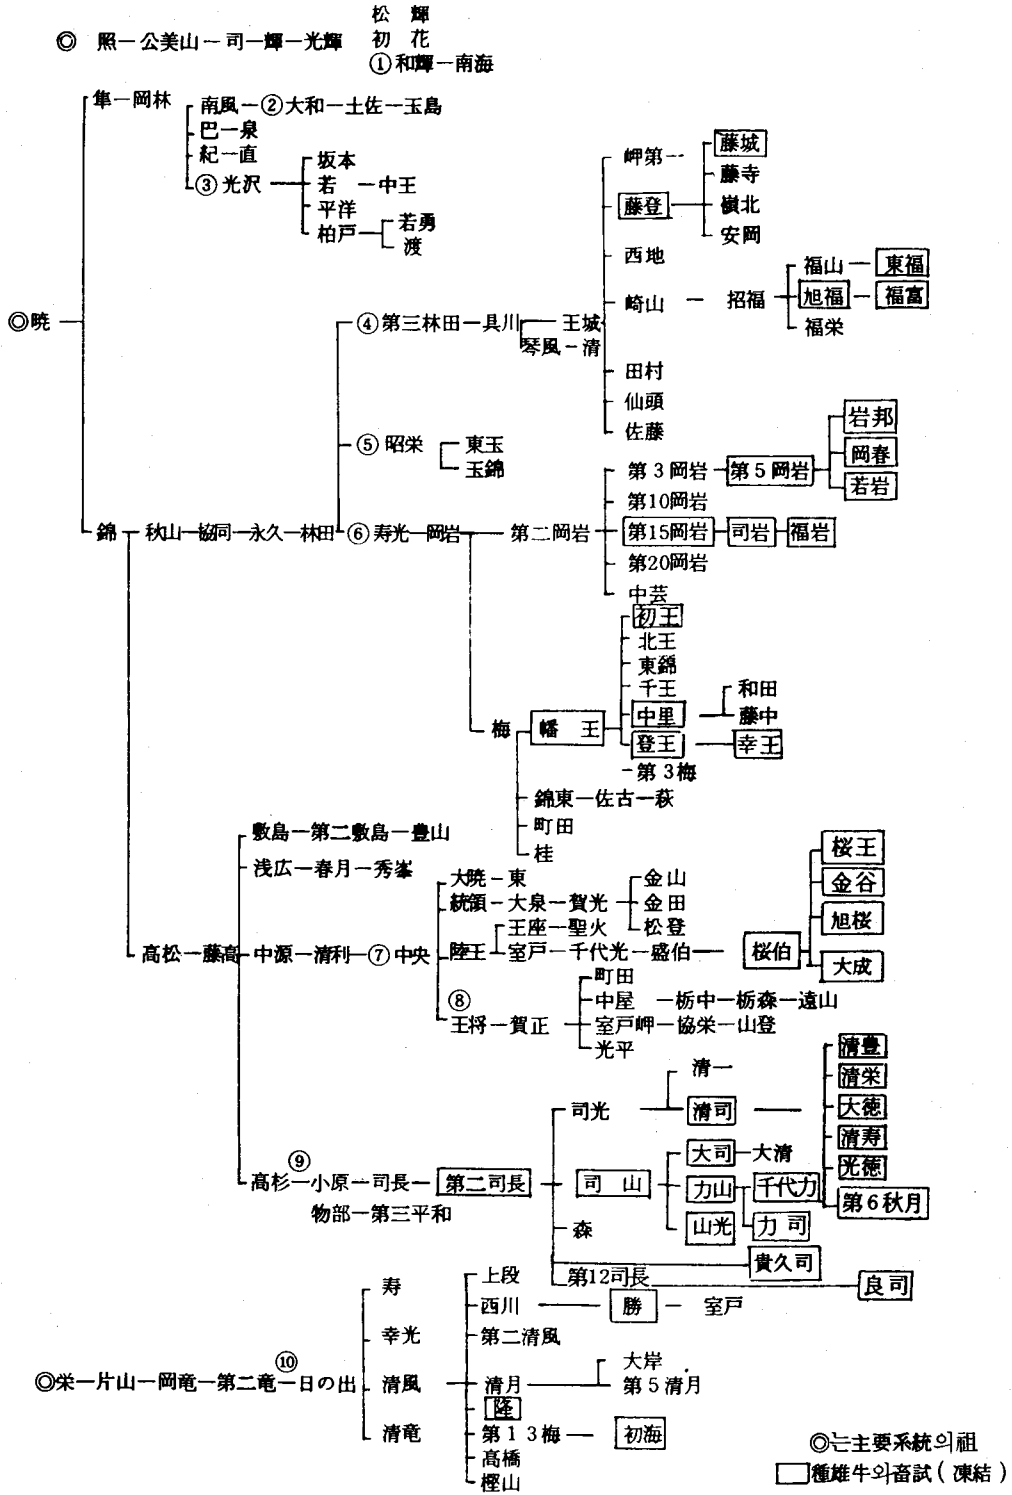 松 輝
◎ 照－公美山－司－輝－光輝
初 花
①和輝－南海
隼－岡林
南風－②大和－土佐－玉島
巴－泉
紀－直
③光沢
坂本
若 －中王
平洋
柏戸
若勇
渡
岬第一
藤城
藤寺
藤登
嶺北
安岡
西地
福山－東福
崎山－招福
旭福－福富
福栄
◎暁
④第三林田－具川
王城
琴風－清
田村
仙頭
佐藤
⑤昭栄
東玉
玉錦
岩邦
第3岡岩
第5岡岩
岡春
若岩
第10岡岩
錦－秋山－協同－永久－林田－⑥寿光－岡岩－第二岡岩
第15岡岩－司岩－福岩
第20岡岩
中芸
初王
北王
東錦
千王
和田
中里
藤中
梅
幡 王
登王－幸王
第3梅
錦東－佐古－萩
町田
桂
敷島－第二敷島－豊山
浅広－春月－秀峯
桜王
大暁－東
金山
金谷
統領－大泉－賀光－金田
王座－聖火
松登
旭桜
高松－藤高－中源－清利－⑦中央
陸王
室戸－千代光－盛伯－桜伯
大成
町田
⑧
中屋 －栃中－栃森－遠山
王将－賀正
室戸岬－協栄－山登
光平
清豊
清一
清栄
司光
清司
大徳
清寿
大司－大清
光徳
⑨
高杉－小原－司長－第二司長
司 山
力山－千代力
第6秋月
物部－第三平和
森
山光
力 司
貴久司
第12司長
良司
寿
上段
西川
勝－室戸
幸光
第二清風
⑩
大岸
◎栄－片山－岡竜－第二竜－日の出
清風
清月
第5清月
隆
清竜
第13梅－初海
高橋
樫山
◎는主要系統의祖
□種雄牛와畜試(凍結)